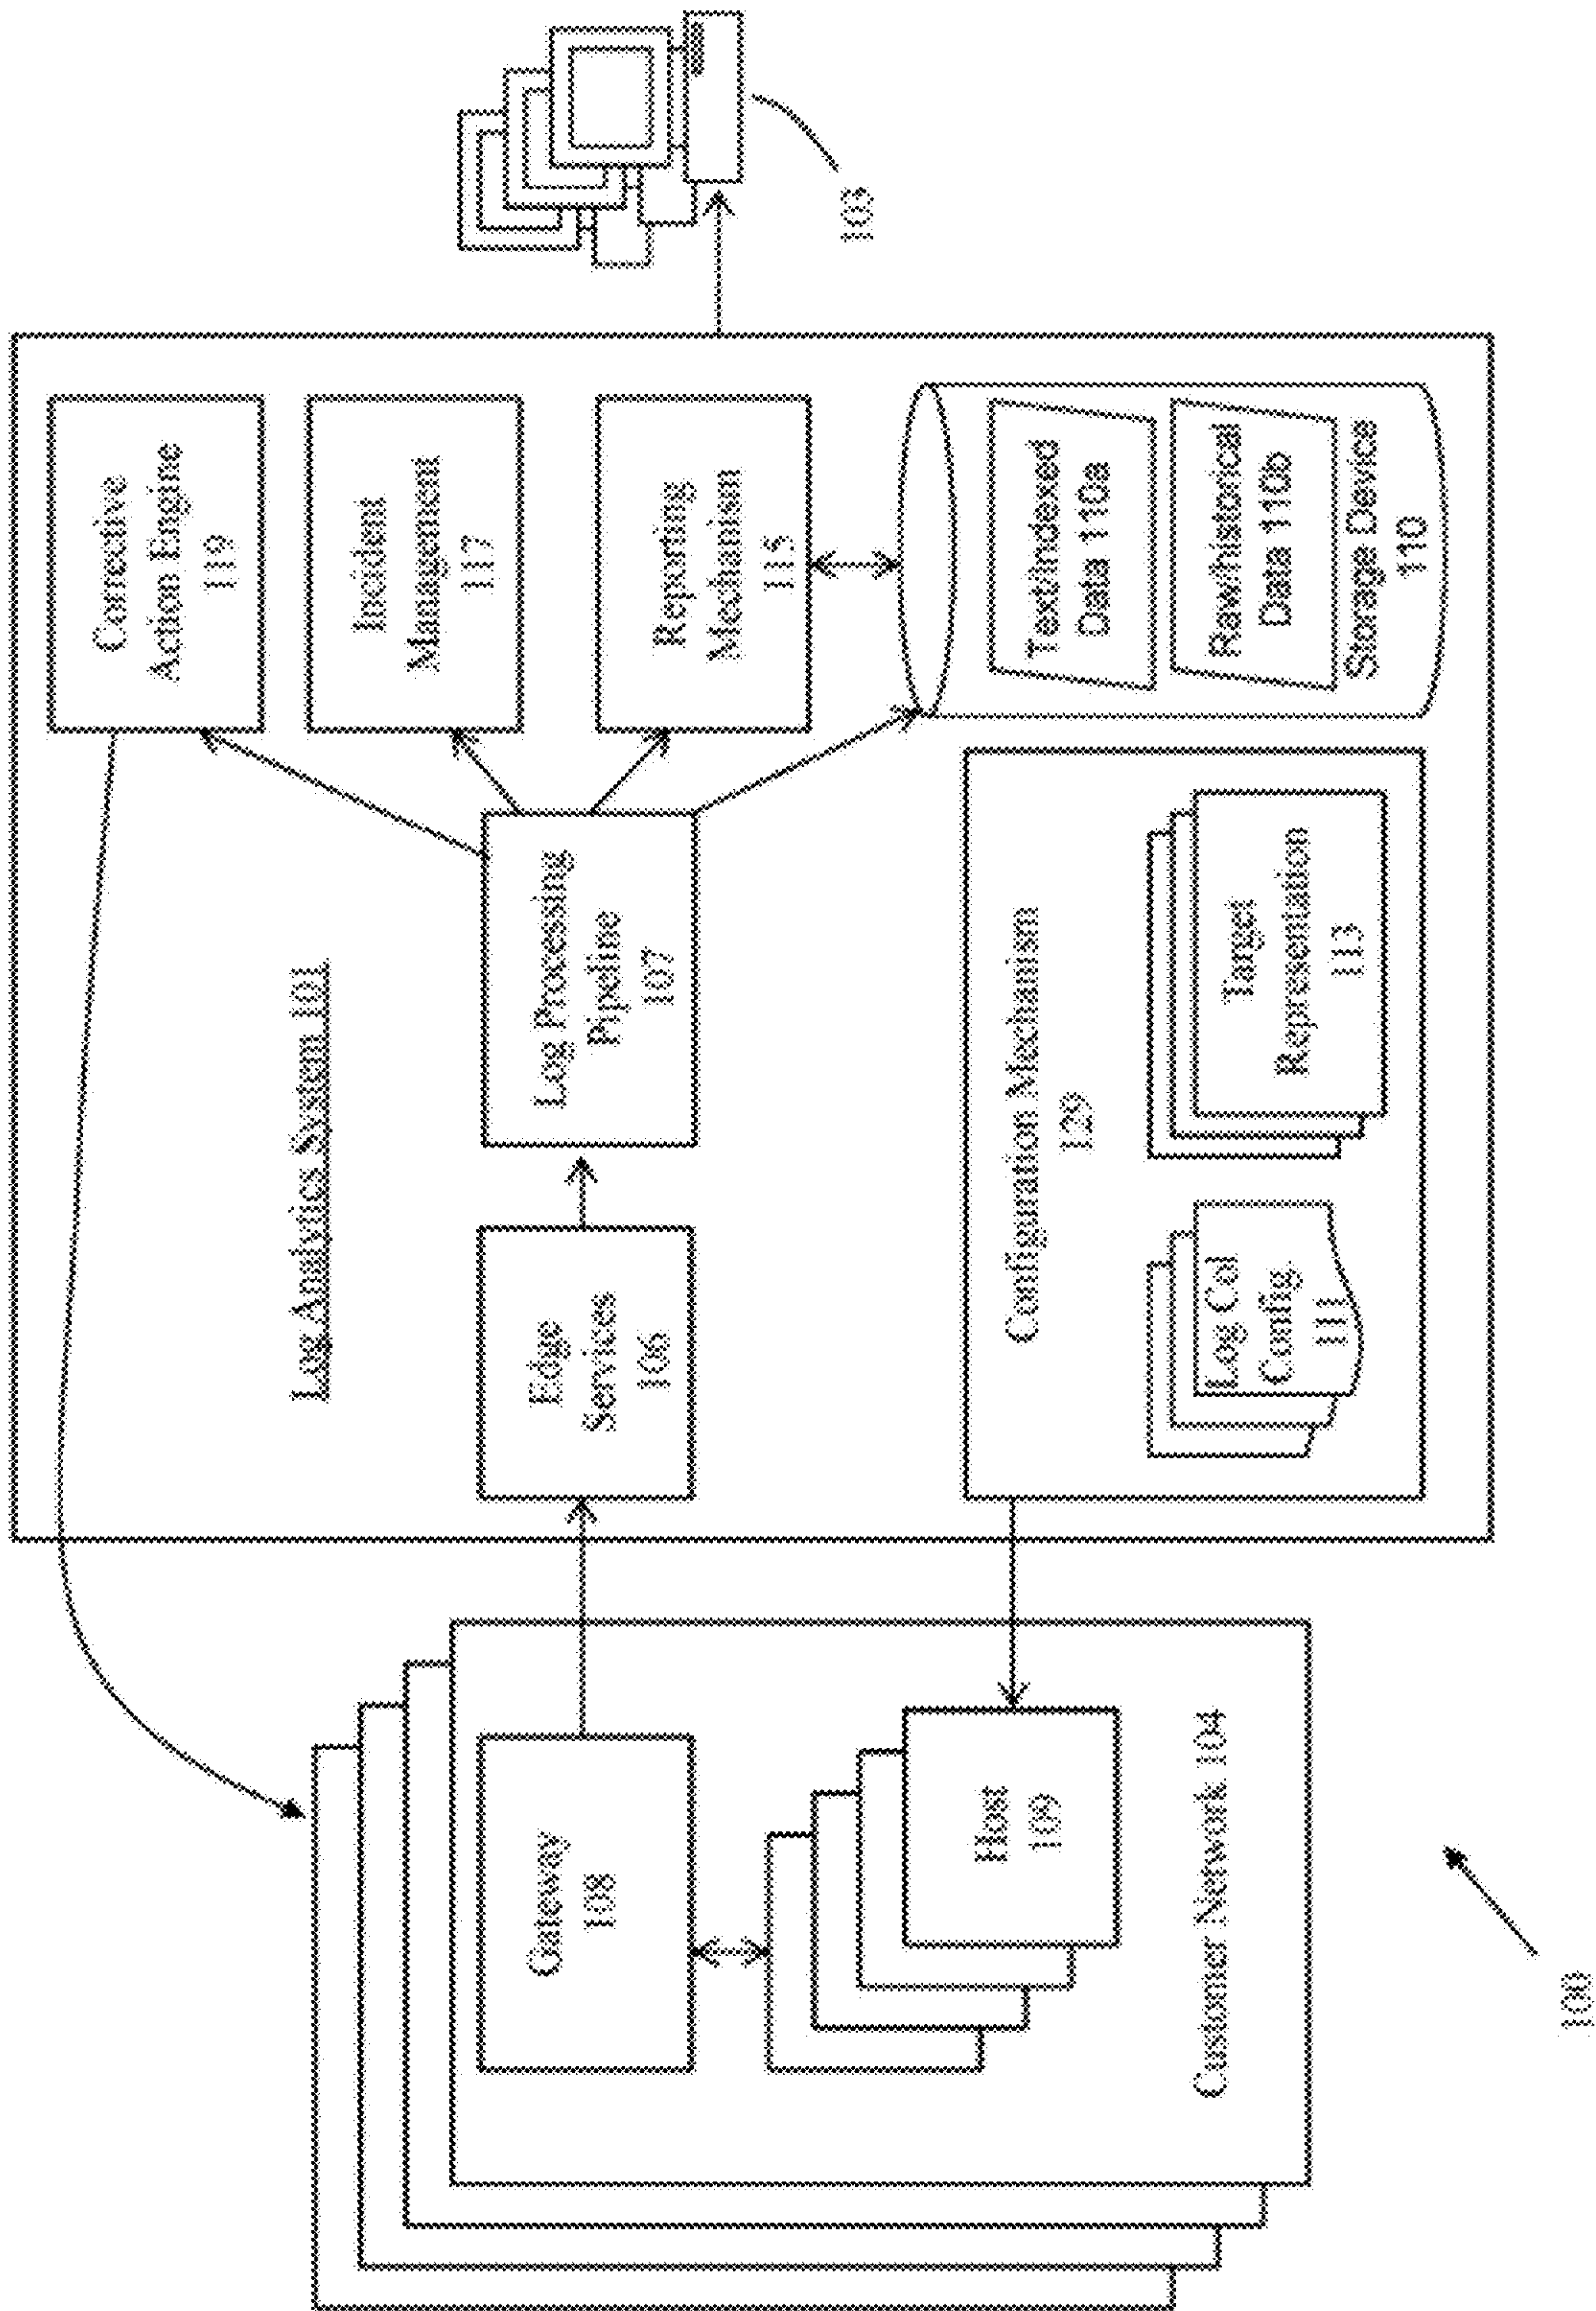 Log Analytics System 101
Corrective
Action Engine
119
Incident
Management
117
Reporting
Mechanism
115
Log Processing
Pipeline
107
Edge
Services
106
Gateway
108
Host
109
Customer Network 104
Configuration Mechanism
129
Log Col
Config.
111
Target
Representation
113
Text/Indexed
Data 110a
Raw/historical
Data 110b
Storage Device
110
103
100